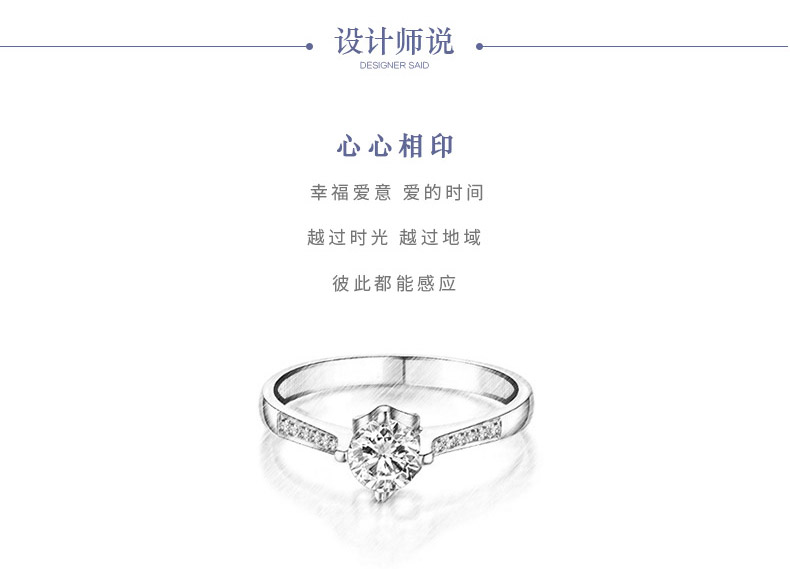 设计师说
DESIGNER SAID
心心相印
幸福爱意 爱的时间
越过时光 越过地域
彼此都能感应